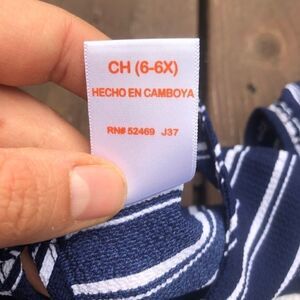 CH (6-6X)
HECHO EN CAMBOYA
RN# 52469 J37